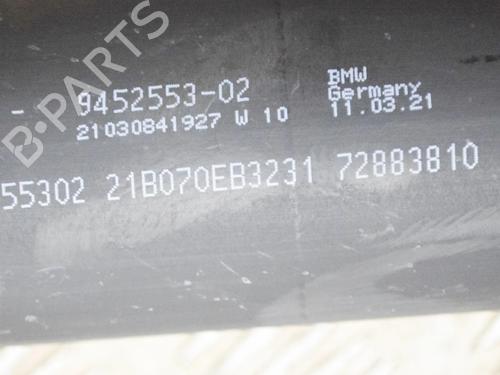 B-PARTS
- 9452553-02
21030841927 W 10
BMW
Germany
11.03.21
55302 21B070EB3231 72883810